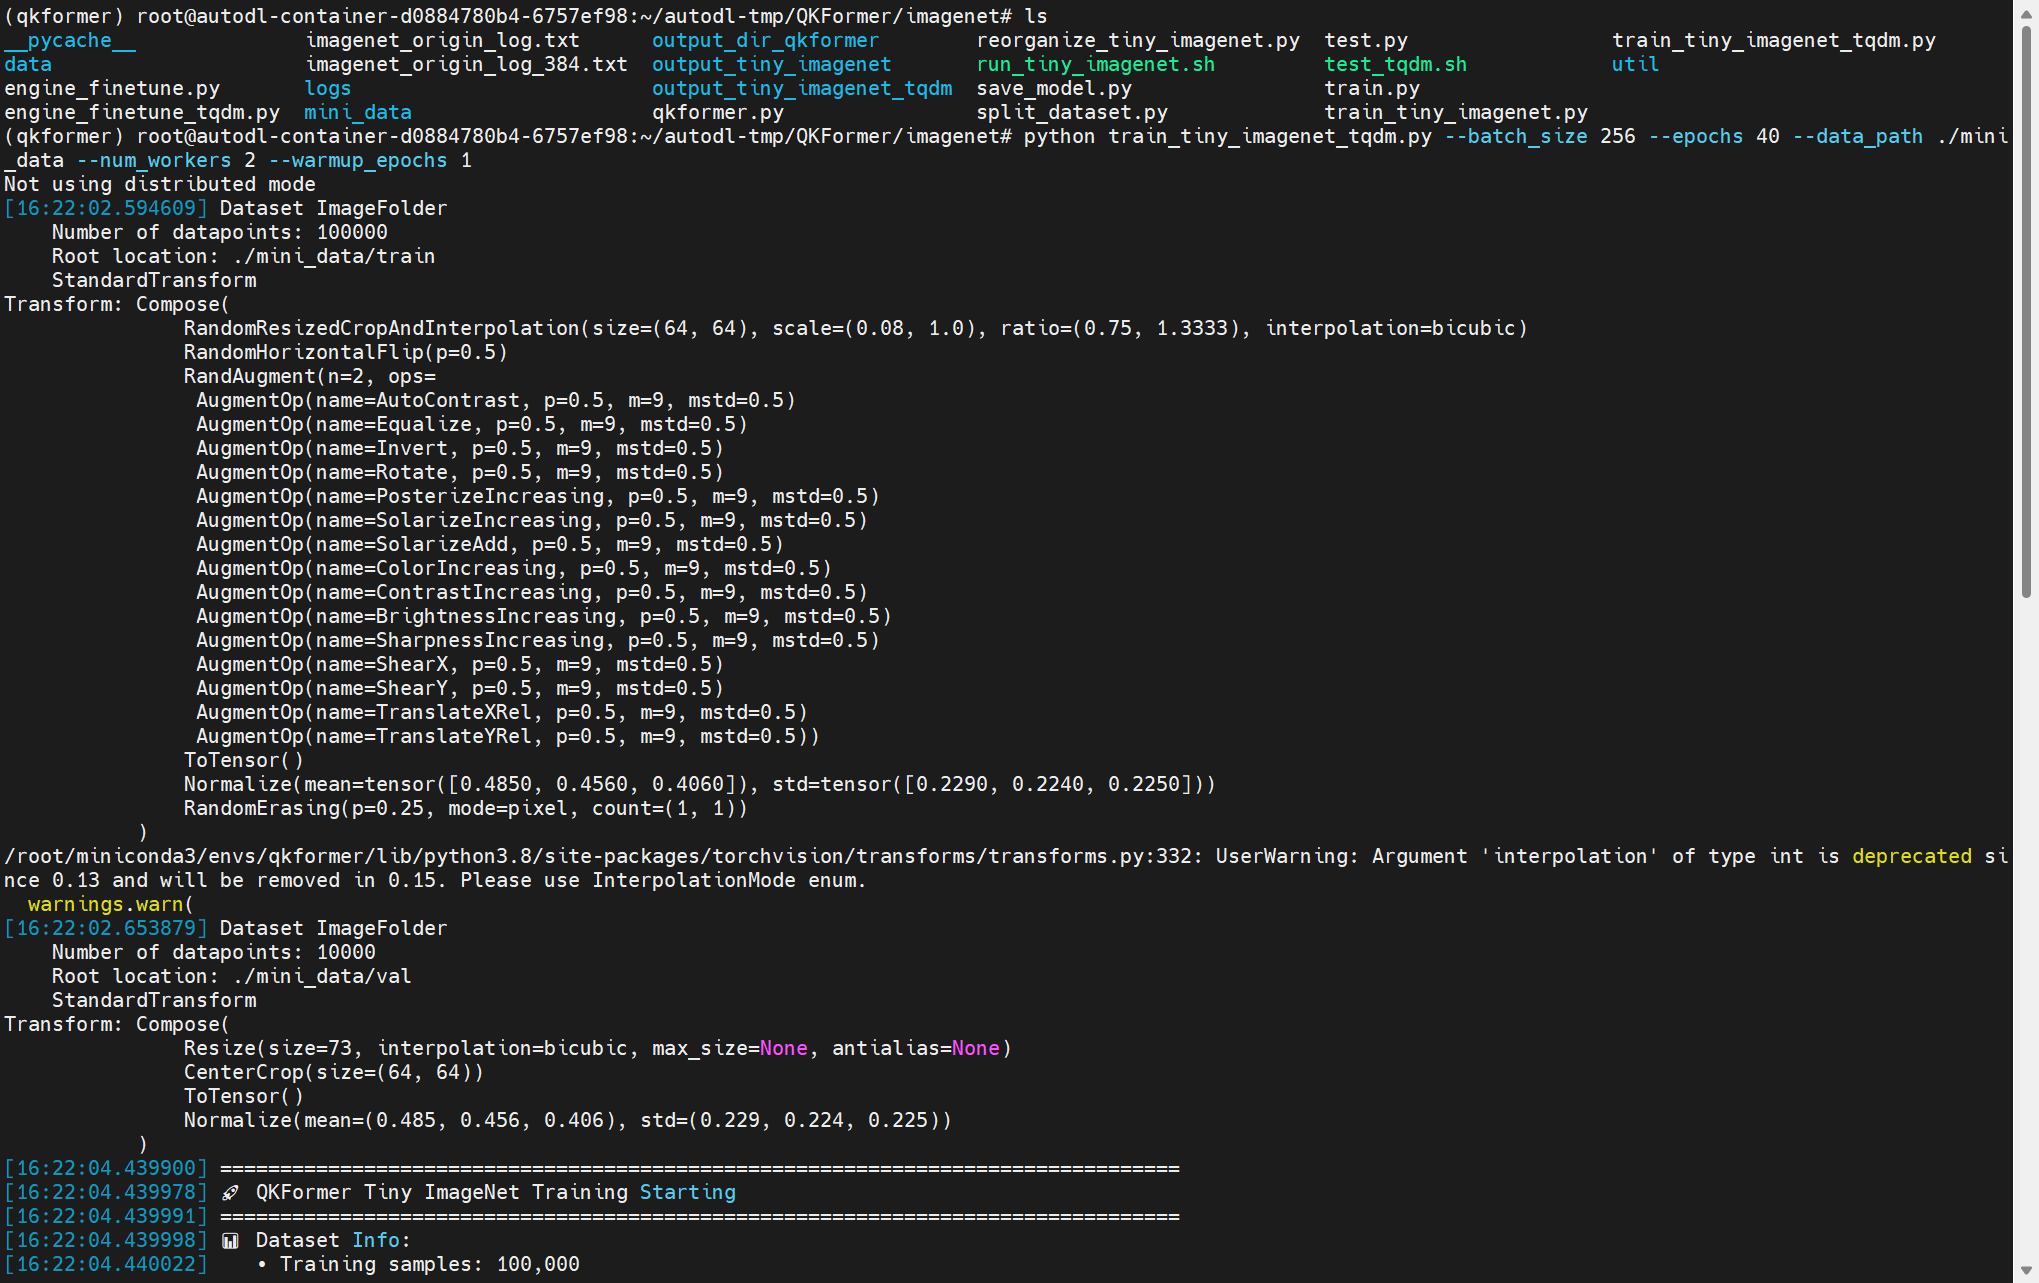 (qkformer) root@autodl-container-d0884780b4-6757ef98:~/autodl-tmp/QKFormer/imagenet# ls
__pycache__ imagenet_origin_log.txt output_dir_qkformer reorganize_tiny_imagenet.py test.py train_tiny_imagenet_tqdm.py
data imagenet_origin_log_384.txt output_tiny_imagenet run_tiny_imagenet.sh test_tqdm.sh util
engine_finetune.py logs output_tiny_imagenet_tqdm save_model.py train.py
engine_finetune_tqdm.py mini_data qkformer.py split_dataset.py train_tiny_imagenet.py
(qkformer) root@autodl-container-d0884780b4-6757ef98:~/autodl-tmp/QKFormer/imagenet# python train_tiny_imagenet_tqdm.py --batch_size 256 --epochs 40 --data_path ./mini
_data --num_workers 2 --warmup_epochs 1
Not using distributed mode
[16:22:02.594609] Dataset ImageFolder
    Number of datapoints: 100000
    Root location: ./mini_data/train
    StandardTransform
Transform: Compose(
               RandomResizedCropAndInterpolation(size=(64, 64), scale=(0.08, 1.0), ratio=(0.75, 1.3333), interpolation=bicubic)
               RandomHorizontalFlip(p=0.5)
               RandAugment(n=2, ops=
                AugmentOp(name=AutoContrast, p=0.5, m=9, mstd=0.5)
                AugmentOp(name=Equalize, p=0.5, m=9, mstd=0.5)
                AugmentOp(name=Invert, p=0.5, m=9, mstd=0.5)
                AugmentOp(name=Rotate, p=0.5, m=9, mstd=0.5)
                AugmentOp(name=PosterizeIncreasing, p=0.5, m=9, mstd=0.5)
                AugmentOp(name=SolarizeIncreasing, p=0.5, m=9, mstd=0.5)
                AugmentOp(name=SolarizeAdd, p=0.5, m=9, mstd=0.5)
                AugmentOp(name=ColorIncreasing, p=0.5, m=9, mstd=0.5)
                AugmentOp(name=ContrastIncreasing, p=0.5, m=9, mstd=0.5)
                AugmentOp(name=BrightnessIncreasing, p=0.5, m=9, mstd=0.5)
                AugmentOp(name=SharpnessIncreasing, p=0.5, m=9, mstd=0.5)
                AugmentOp(name=ShearX, p=0.5, m=9, mstd=0.5)
                AugmentOp(name=ShearY, p=0.5, m=9, mstd=0.5)
                AugmentOp(name=TranslateXRel, p=0.5, m=9, mstd=0.5)
                AugmentOp(name=TranslateYRel, p=0.5, m=9, mstd=0.5))
               ToTensor()
               Normalize(mean=tensor([0.4850, 0.4560, 0.4060]), std=tensor([0.2290, 0.2240, 0.2250]))
               RandomErasing(p=0.25, mode=pixel, count=(1, 1))
           )
/root/miniconda3/envs/qkformer/lib/python3.8/site-packages/torchvision/transforms/transforms.py:332: UserWarning: Argument 'interpolation' of type int is deprecated si
nce 0.13 and will be removed in 0.15. Please use InterpolationMode enum.
  warnings.warn(
[16:22:02.653879] Dataset ImageFolder
    Number of datapoints: 10000
    Root location: ./mini_data/val
    StandardTransform
Transform: Compose(
               Resize(size=73, interpolation=bicubic, max_size=None, antialias=None)
               CenterCrop(size=(64, 64))
               ToTensor()
               Normalize(mean=(0.485, 0.456, 0.406), std=(0.229, 0.224, 0.225))
           )
[16:22:04.439900] ================================================================================
[16:22:04.439978] 🚀 QKFormer Tiny ImageNet Training Starting
[16:22:04.439991] ================================================================================
[16:22:04.439998] 📊 Dataset Info:
[16:22:04.440022]    • Training samples: 100,000